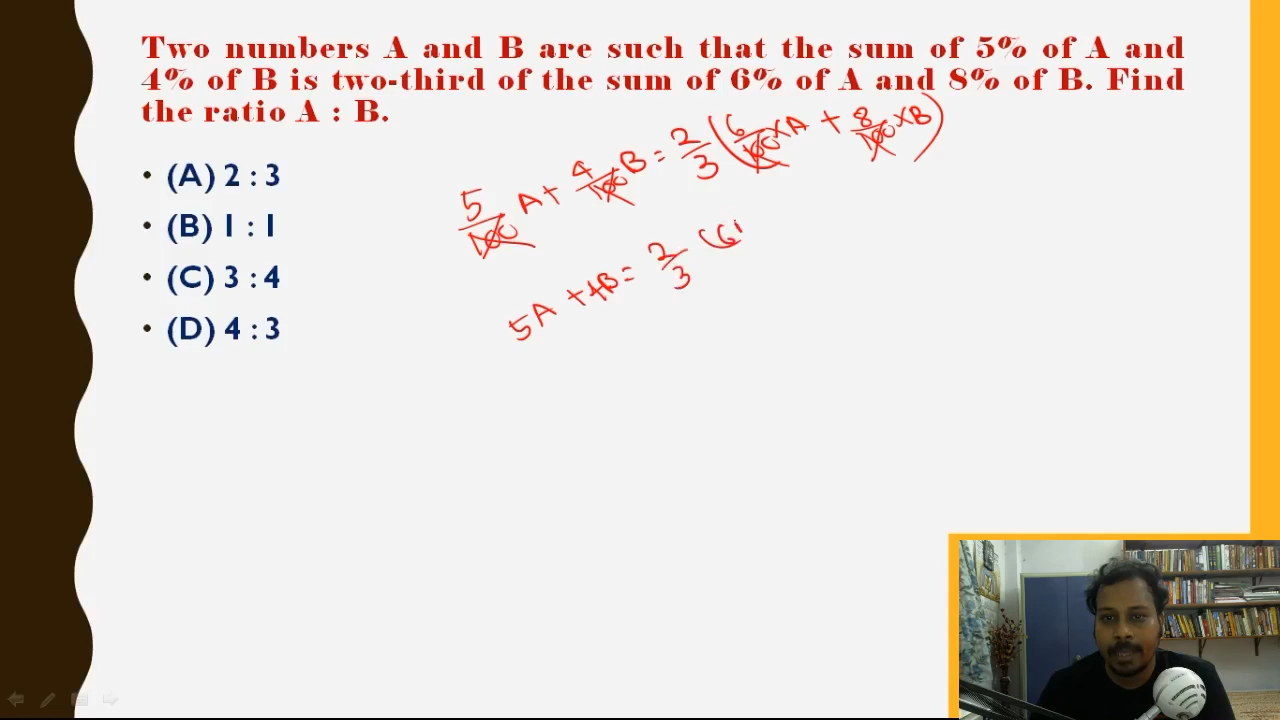 Two numbers A and B are such that the sum of 5% of A and
4% of B is two-third of the sum of 6% of A and 8% of B. Find
the ratio A : B.
• (A) 2 : 3
• (B) 1 : 1
• (C) 3 : 4
• (D) 4 : 3
5/100 A + 4/100 B = 2/3 (6/100 × A + 8/100 × B)
5A + 4B = 2/3 (6